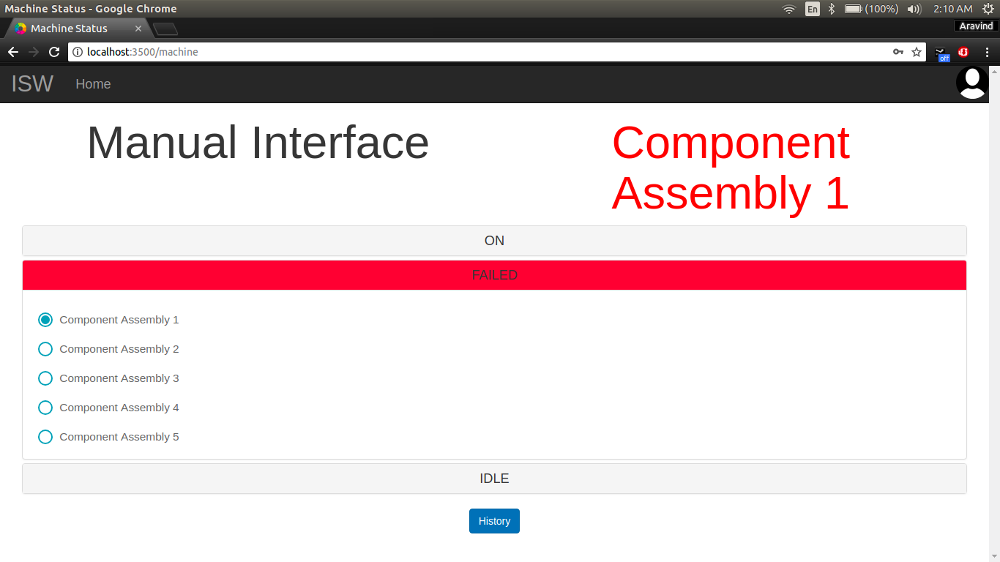 Machine Status - Google Chrome
En
(100%)
2:10 AM
Machine Status
Aravind
localhost:3500/machine
off
ISW
Home
Manual Interface
Component
Assembly 1
ON
FAILED
Component Assembly 1
Component Assembly 2
Component Assembly 3
Component Assembly 4
Component Assembly 5
IDLE
History